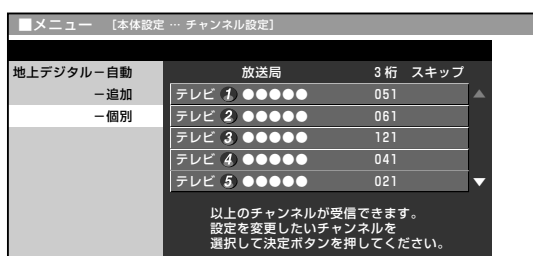 ■メニュー [本体設定 … チャンネル設定]
地上デジタル－自動
－追加
－個別
放送局 3桁 スキップ
テレビ 1 ●●●●● 051 ▲
テレビ 2 ●●●●● 061
テレビ 3 ●●●●● 121
テレビ 4 ●●●●● 041
テレビ 5 ●●●●● 021 ▼
以上のチャンネルが受信できます。
設定を変更したいチャンネルを
選択して決定ボタンを押してください。